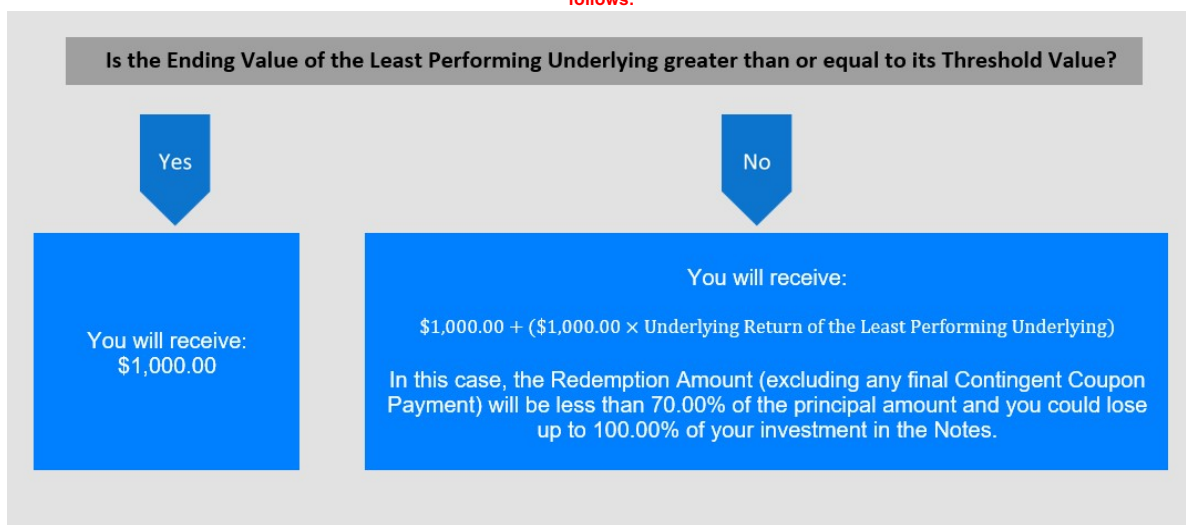 follows:
Is the Ending Value of the Least Performing Underlying greater than or equal to its Threshold Value?
Yes
No
You will receive:
$1,000.00
You will receive:
$1,000.00 + ($1,000.00 × Underlying Return of the Least Performing Underlying)
In this case, the Redemption Amount (excluding any final Contingent Coupon
Payment) will be less than 70.00% of the principal amount and you could lose
up to 100.00% of your investment in the Notes.